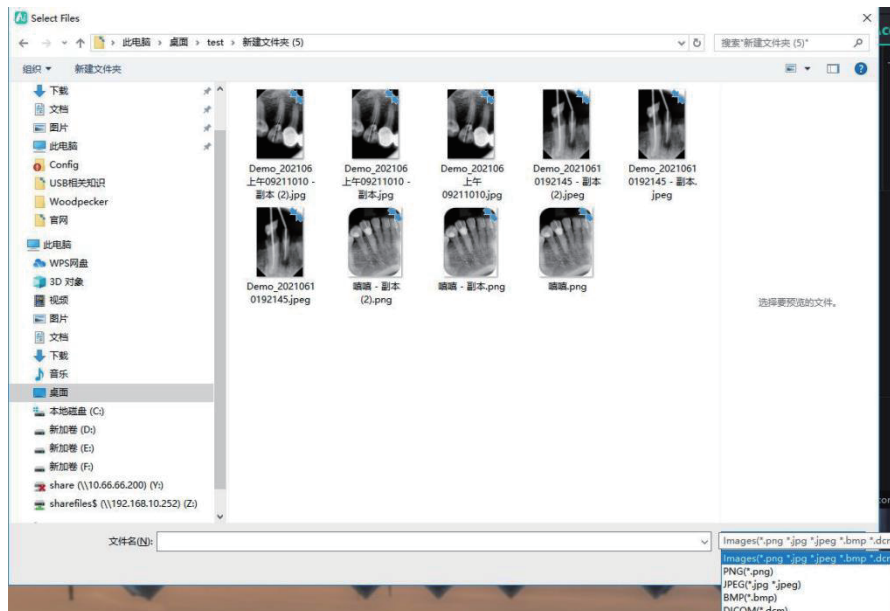 Select Files
此电脑 › 桌面 › test › 新建文件夹 (5)
搜索"新建文件夹 (5)"
组织
新建文件夹
下载
文档
图片
此电脑
Config
USB相关知识
Woodpecker
官网
此电脑
WPS网盘
3D 对象
视频
图片
文档
下载
音乐
桌面
本地磁盘 (C:)
新加卷 (D:)
新加卷 (E:)
新加卷 (F:)
share (\\10.66.66.200) (Y:)
sharefiles$ (\\192.168.10.252) (Z:)
Demo_202106
上午09211010 -
副本 (2).jpg
Demo_202106
上午09211010 -
副本.jpg
Demo_202106
上午
09211010.jpg
Demo_2021061
0192145 - 副本
(2).jpeg
Demo_2021061
0192145 - 副本.
jpeg
Demo_2021061
0192145.jpeg
嘻嘻 - 副本
(2).png
嘻嘻 - 副本.png
嘻嘻.png
选择要预览的文件。
文件名(N):
Images(*.png *.jpg *.jpeg *.bmp *.dcm
Images(*.png *.jpg *.jpeg *.bmp *.dcm
PNG(*.png)
JPEG(*.jpg *.jpeg)
BMP(*.bmp)
DICOM(*.dcm)